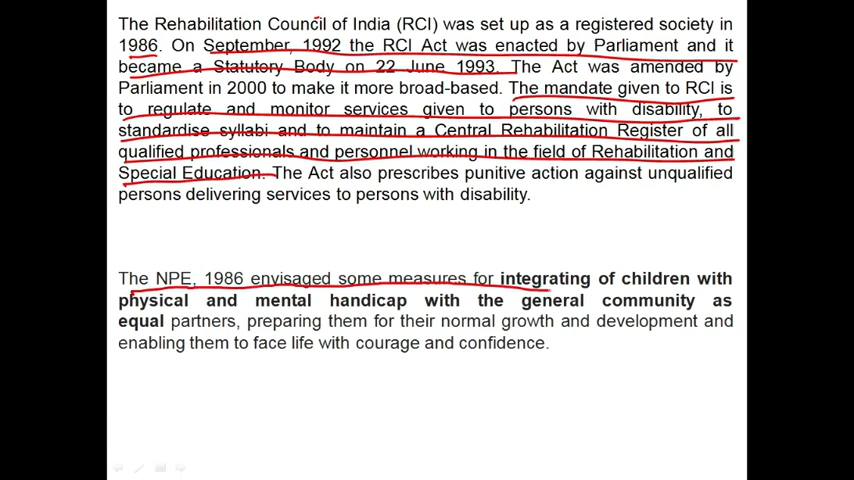 The Rehabilitation Council of India (RCI) was set up as a registered society in
1986. On September, 1992 the RCI Act was enacted by Parliament and it
became a Statutory Body on 22 June 1993. The Act was amended by
Parliament in 2000 to make it more broad-based. The mandate given to RCI is
to regulate and monitor services given to persons with disability, to
standardise syllabi and to maintain a Central Rehabilitation Register of all
qualified professionals and personnel working in the field of Rehabilitation and
Special Education. The Act also prescribes punitive action against unqualified
persons delivering services to persons with disability.
The NPE, 1986 envisaged some measures for integrating of children with
physical and mental handicap with the general community as
equal partners, preparing them for their normal growth and development and
enabling them to face life with courage and confidence.